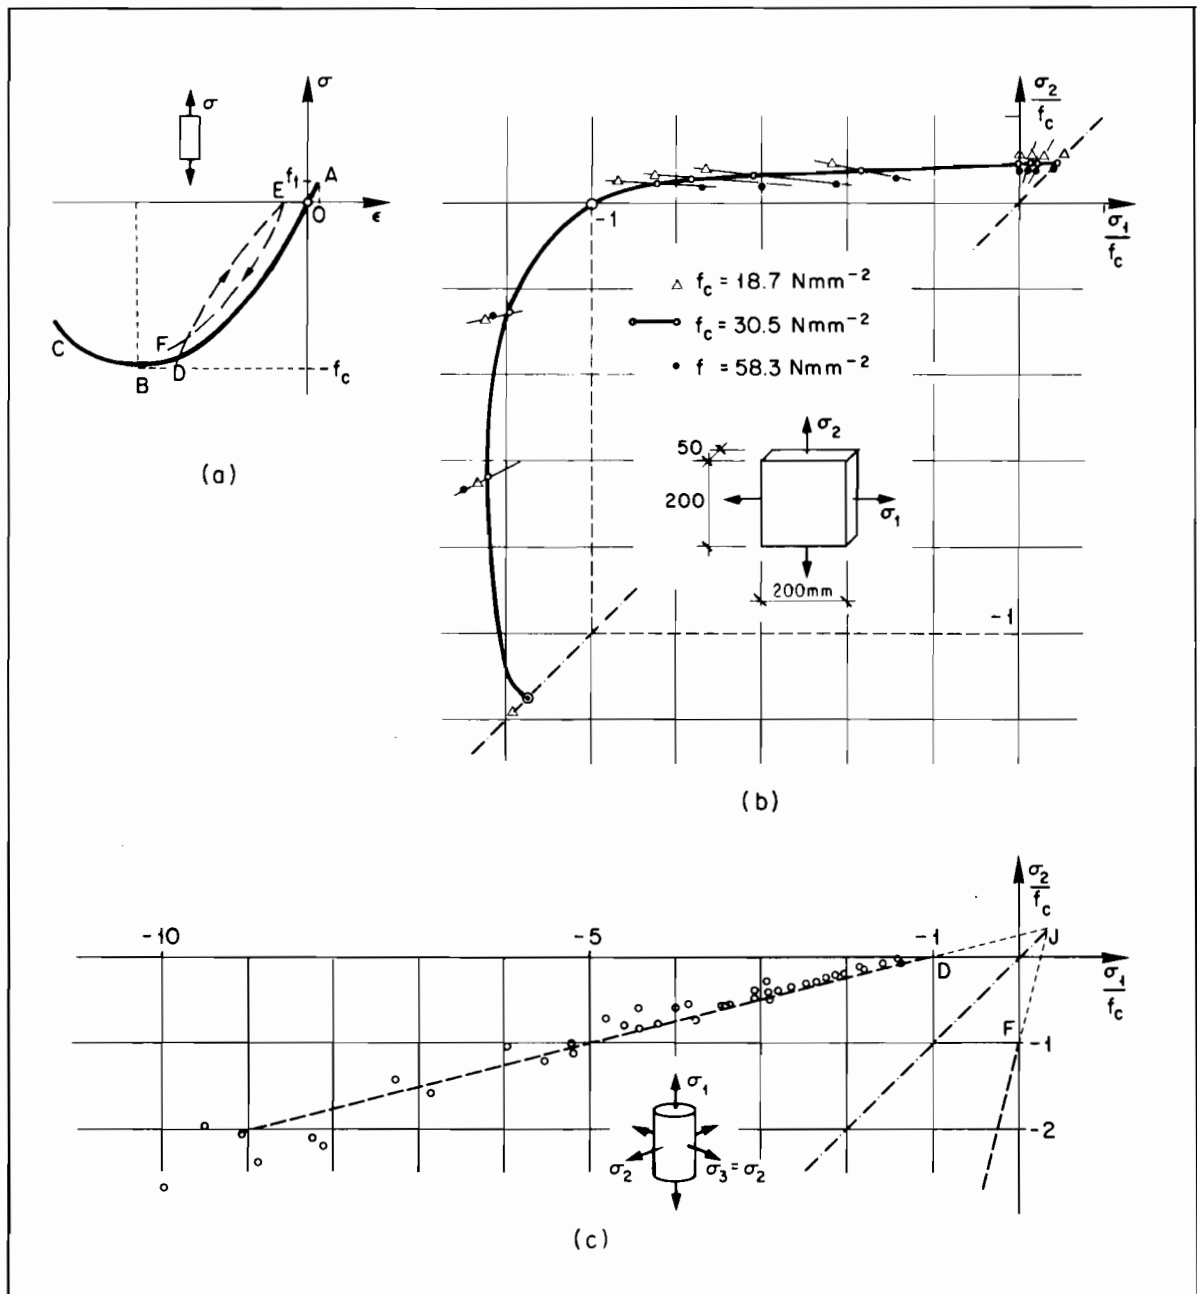 σ
σ
f_t A
E
O
ϵ
F
C
B D
-f_c
(a)
σ₂/f_c
-1
σ₁/f_c
△ f_c = 18.7 Nmm⁻²
f_c = 30.5 Nmm⁻²
• f = 58.3 Nmm⁻²
σ₂
50
200
σ₁
200mm
-1
(b)
σ₂/f_c
-10 -5 -1
J
D
σ₁/f_c
F
-1
σ₁
-2
σ₂ σ₃=σ₂
(c)